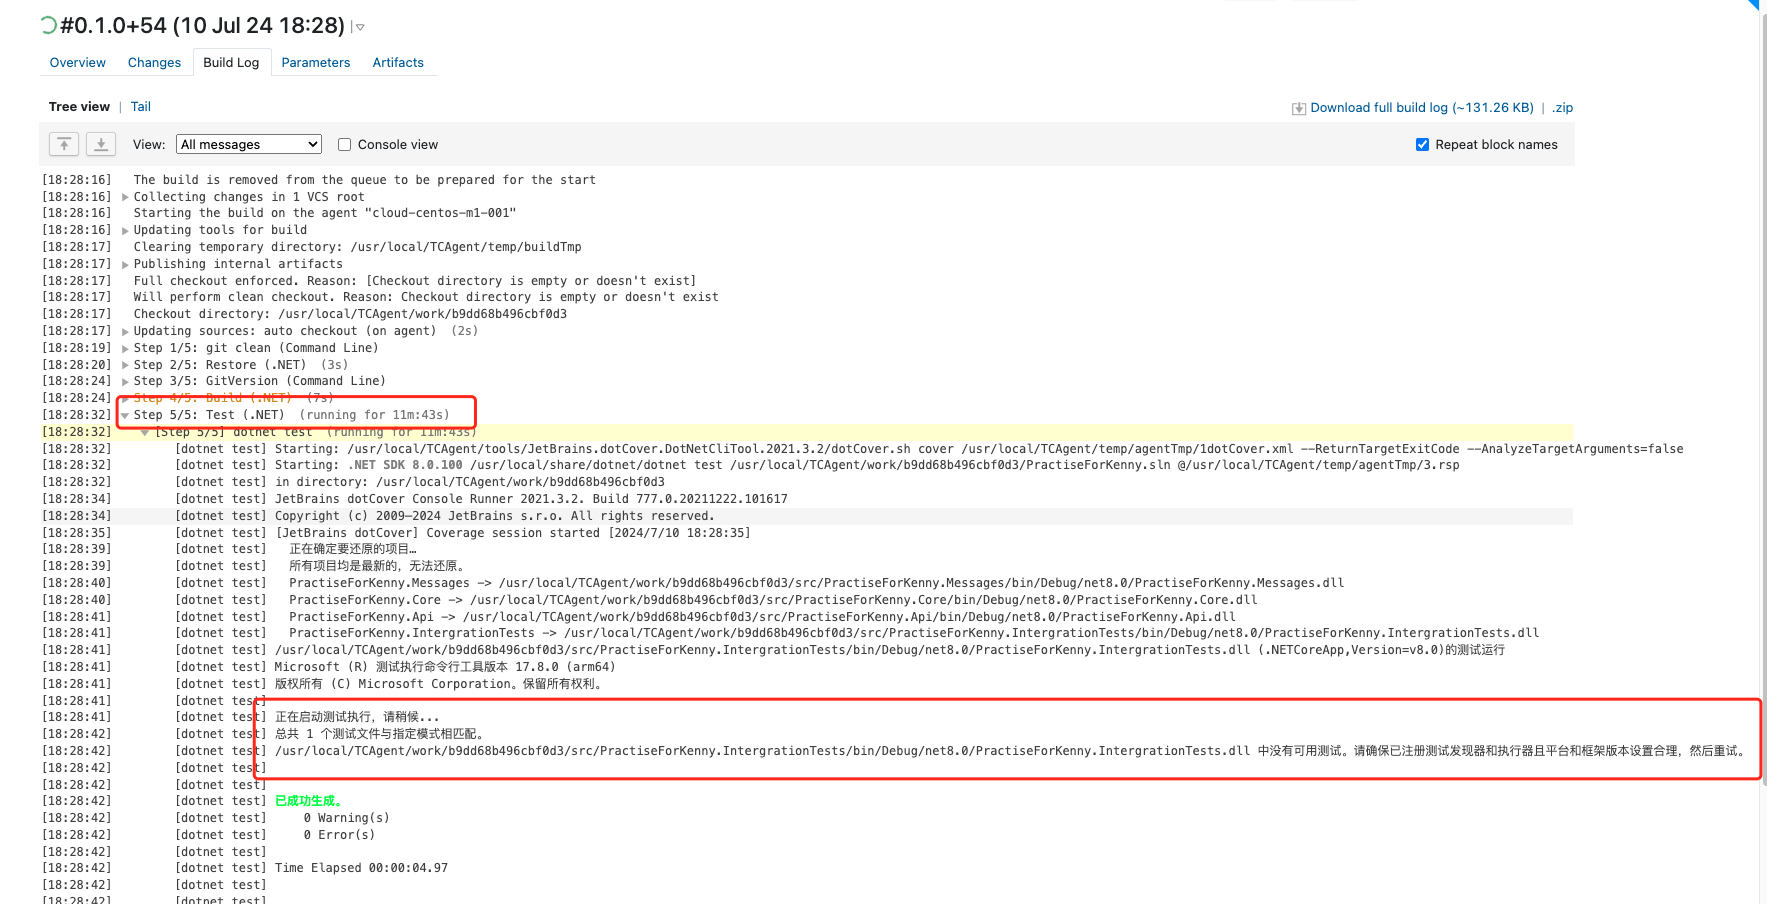 #0.1.0+54 (10 Jul 24 18:28)
Overview Changes Build Log Parameters Artifacts
Tree view | Tail
Download full build log (~131.26 KB) | .zip
View: All messages Console view
Repeat block names
[18:28:16] The build is removed from the queue to be prepared for the start
[18:28:16] Collecting changes in 1 VCS root
[18:28:16] Starting the build on the agent "cloud-centos-m1-001"
[18:28:16] Updating tools for build
[18:28:17] Clearing temporary directory: /usr/local/TCAgent/temp/buildTmp
[18:28:17] Publishing internal artifacts
[18:28:17] Full checkout enforced. Reason: [Checkout directory is empty or doesn't exist]
[18:28:17] Will perform clean checkout. Reason: Checkout directory is empty or doesn't exist
[18:28:17] Checkout directory: /usr/local/TCAgent/work/b9dd68b496cbf0d3
[18:28:17] Updating sources: auto checkout (on agent) (2s)
[18:28:19] Step 1/5: git clean (Command Line)
[18:28:20] Step 2/5: Restore (.NET) (3s)
[18:28:24] Step 3/5: GitVersion (Command Line)
[18:28:24] Step 4/5: Build (.NET) (7s)
[18:28:32] Step 5/5: Test (.NET) (running for 11m:43s)
[18:28:32] [Step 5/5] dotnet test (running for 11m:43s)
[18:28:32] [dotnet test] Starting: /usr/local/TCAgent/tools/JetBrains.dotCover.DotNetCliTool.2021.3.2/dotCover.sh cover /usr/local/TCAgent/temp/agentTmp/1dotCover.xml --ReturnTargetExitCode --AnalyzeTargetArguments=false
[18:28:32] [dotnet test] Starting: .NET SDK 8.0.100 /usr/local/share/dotnet/dotnet test /usr/local/TCAgent/work/b9dd68b496cbf0d3/PractiseForKenny.sln @/usr/local/TCAgent/temp/agentTmp/3.rsp
[18:28:32] [dotnet test] in directory: /usr/local/TCAgent/work/b9dd68b496cbf0d3
[18:28:34] [dotnet test] JetBrains dotCover Console Runner 2021.3.2. Build 777.0.20211222.101617
[18:28:34] [dotnet test] Copyright (c) 2009–2024 JetBrains s.r.o. All rights reserved.
[18:28:35] [dotnet test] [JetBrains dotCover] Coverage session started [2024/7/10 18:28:35]
[18:28:39] [dotnet test] 正在确定要还原的项目…
[18:28:39] [dotnet test] 所有项目均是最新的，无法还原。
[18:28:40] [dotnet test] PractiseForKenny.Messages -> /usr/local/TCAgent/work/b9dd68b496cbf0d3/src/PractiseForKenny.Messages/bin/Debug/net8.0/PractiseForKenny.Messages.dll
[18:28:40] [dotnet test] PractiseForKenny.Core -> /usr/local/TCAgent/work/b9dd68b496cbf0d3/src/PractiseForKenny.Core/bin/Debug/net8.0/PractiseForKenny.Core.dll
[18:28:41] [dotnet test] PractiseForKenny.Api -> /usr/local/TCAgent/work/b9dd68b496cbf0d3/src/PractiseForKenny.Api/bin/Debug/net8.0/PractiseForKenny.Api.dll
[18:28:41] [dotnet test] PractiseForKenny.IntergrationTests -> /usr/local/TCAgent/work/b9dd68b496cbf0d3/src/PractiseForKenny.IntergrationTests/bin/Debug/net8.0/PractiseForKenny.IntergrationTests.dll
[18:28:41] [dotnet test] /usr/local/TCAgent/work/b9dd68b496cbf0d3/src/PractiseForKenny.IntergrationTests/bin/Debug/net8.0/PractiseForKenny.IntergrationTests.dll (.NETCoreApp,Version=v8.0)的测试运行
[18:28:41] [dotnet test] Microsoft (R) 测试执行命令行工具版本 17.8.0 (arm64)
[18:28:41] [dotnet test] 版权所有 (C) Microsoft Corporation。保留所有权利。
[18:28:41] [dotnet test]
[18:28:41] [dotnet test] 正在启动测试执行，请稍候...
[18:28:42] [dotnet test] 总共 1 个测试文件与指定模式相匹配。
[18:28:42] [dotnet test] /usr/local/TCAgent/work/b9dd68b496cbf0d3/src/PractiseForKenny.IntergrationTests/bin/Debug/net8.0/PractiseForKenny.IntergrationTests.dll 中没有可用测试。请确保已注册测试发现器和执行器且平台和框架版本设置合理，然后重试。
[18:28:42] [dotnet test]
[18:28:42] [dotnet test]
[18:28:42] [dotnet test] 已成功生成。
[18:28:42] [dotnet test] 0 Warning(s)
[18:28:42] [dotnet test] 0 Error(s)
[18:28:42] [dotnet test]
[18:28:42] [dotnet test] Time Elapsed 00:00:04.97
[18:28:42] [dotnet test]
[18:28:42] [dotnet test]